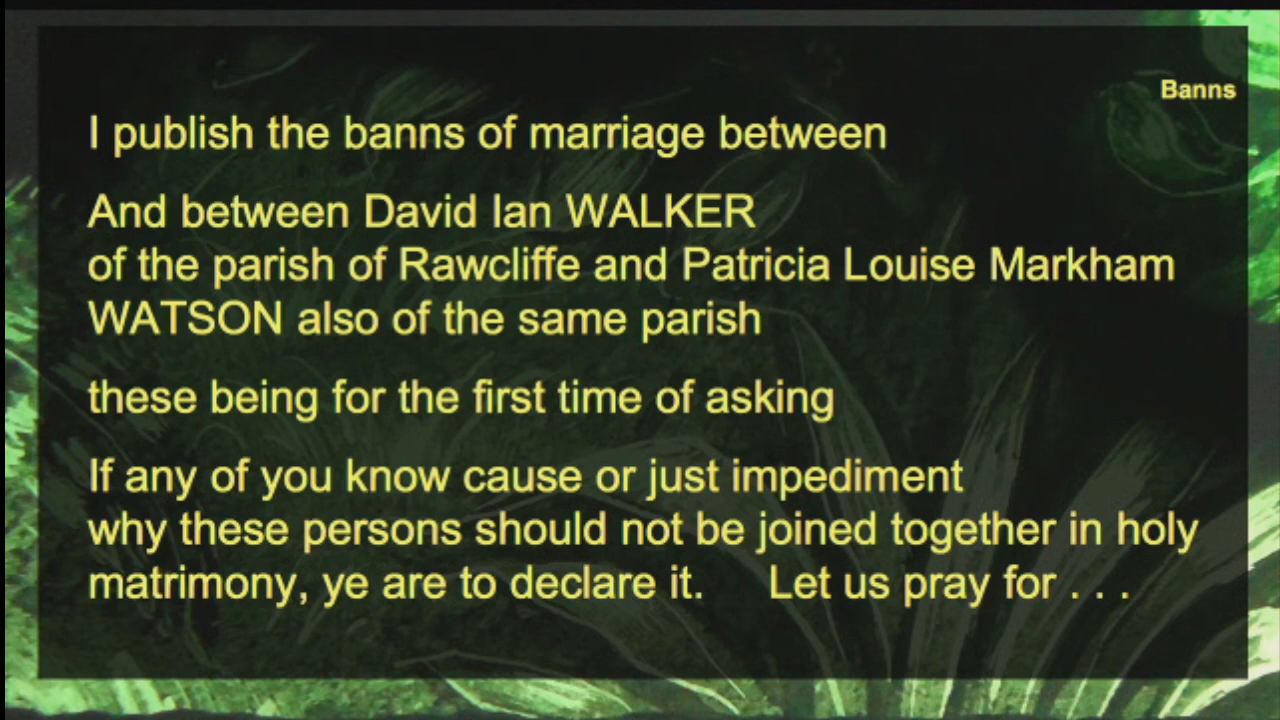 Banns
I publish the banns of marriage between
And between David Ian WALKER
of the parish of Rawcliffe and Patricia Louise Markham
WATSON also of the same parish
these being for the first time of asking
If any of you know cause or just impediment
why these persons should not be joined together in holy
matrimony, ye are to declare it. Let us pray for . . .